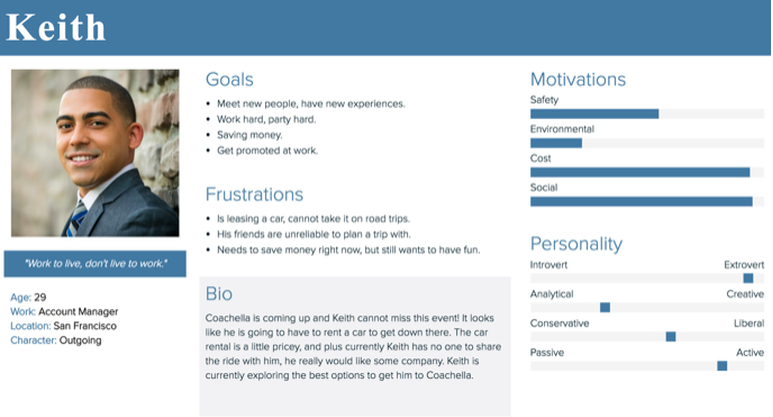 Keith
"Work to live, don't live to work."
Age: 29
Work: Account Manager
Location: San Francisco
Character: Outgoing
Goals
• Meet new people, have new experiences.
• Work hard, party hard.
• Saving money.
• Get promoted at work.
Frustrations
• Is leasing a car, cannot take it on road trips.
• His friends are unreliable to plan a trip with.
• Needs to save money right now, but still wants to have fun.
Bio
Coachella is coming up and Keith cannot miss this event! It looks
like he is going to have to rent a car to get down there. The car
rental is a little pricey, and plus currently Keith has no one to share
the ride with him, he really would like some company. Keith is
currently exploring the best options to get him to Coachella.
Motivations
Safety
Environmental
Cost
Social
Personality
Introvert Extrovert
Analytical Creative
Conservative Liberal
Passive Active